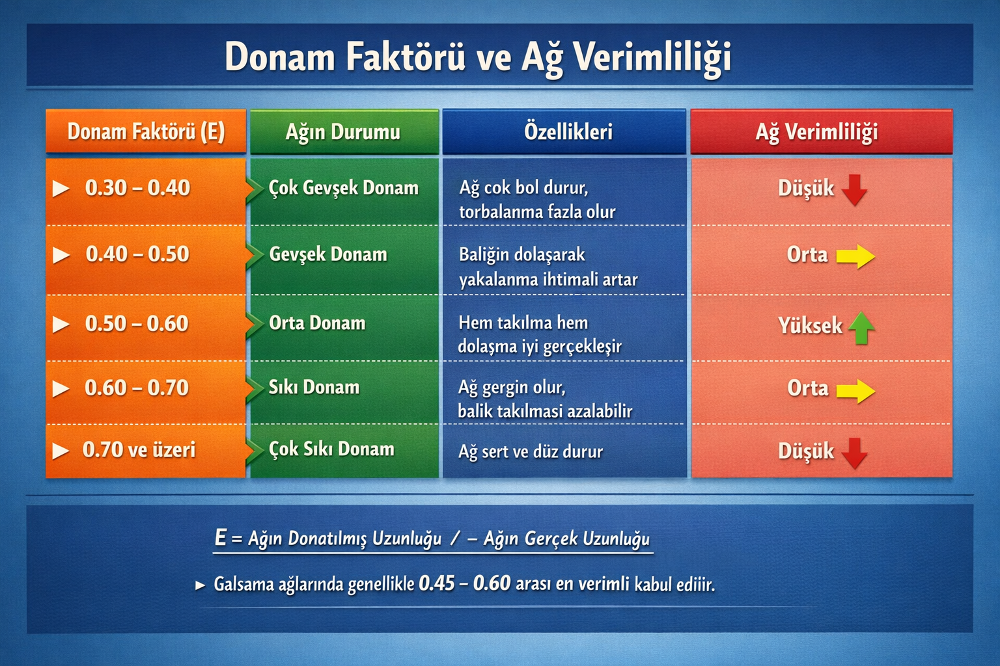 Donam Faktörü ve Ağ Verimliliği
Donam Faktörü (E)
Ağın Durumu
Özellikleri
Ağ Verimliliği
0.30 – 0.40
Çok Gevşek Donam
Ağ cok bol durur,
torbalanma fazla olur
Düşük
0.40 – 0.50
Gevşek Donam
Baliğin dolaşarak
yakalanma ihtimali artar
Orta
0.50 – 0.60
Orta Donam
Hem takılma hem
dolaşma iyi gerçekleşir
Yüksek
0.60 – 0.70
Sıkı Donam
Ağ gergin olur,
balik takılmasi azalabilir
Orta
0.70 ve üzeri
Çok Sıkı Donam
Ağ sert ve düz durur
Düşük
E = Ağın Donatılmış Uzunluğu / – Ağın Gerçek Uzunluğu
Galsama ağlarında genellikle 0.45 – 0.60 arası en verimli kabul ediiir.